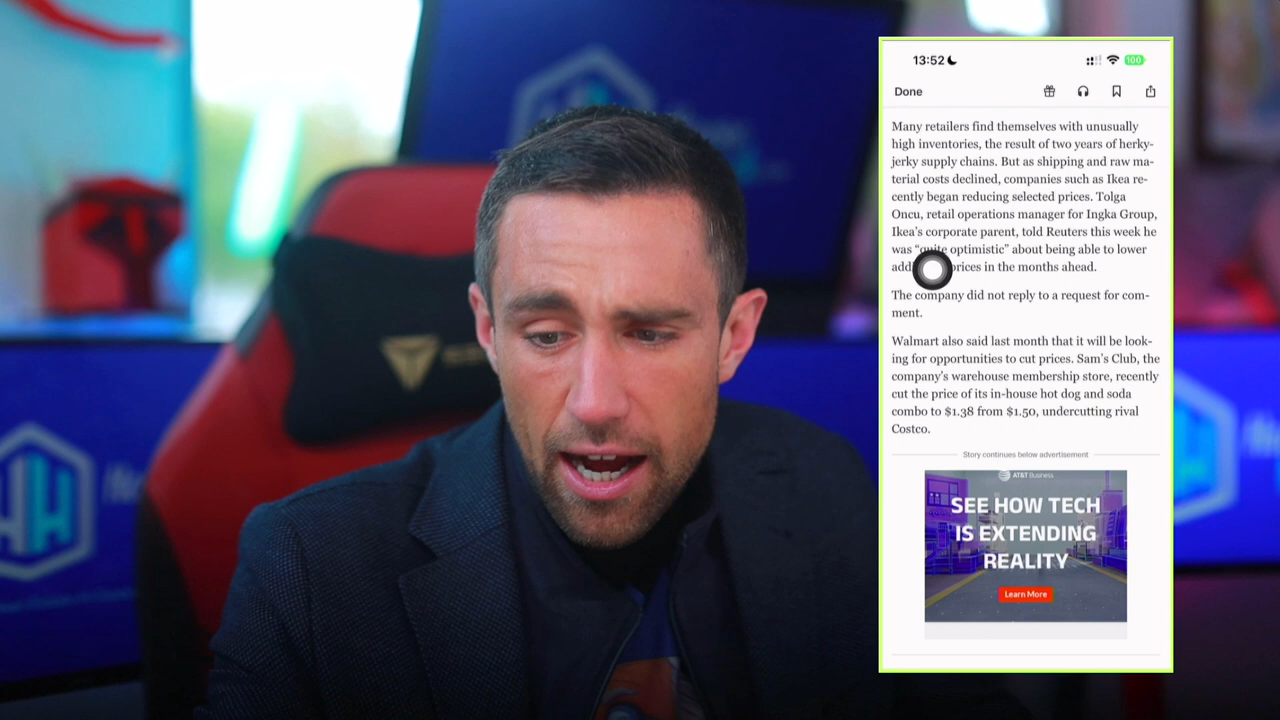 13:52
100
Done
Many retailers find themselves with unusually
high inventories, the result of two years of herky-
jerky supply chains. But as shipping and raw ma-
terial costs declined, companies such as Ikea re-
cently began reducing selected prices. Tolga
Oncu, retail operations manager for Ingka Group,
Ikea's corporate parent, told Reuters this week he
was “quite optimistic” about being able to lower
add prices in the months ahead.
The company did not reply to a request for com-
ment.
Walmart also said last month that it will be look-
ing for opportunities to cut prices. Sam's Club, the
company's warehouse membership store, recently
cut the price of its in-house hot dog and soda
combo to $1.38 from $1.50, undercutting rival
Costco.
Story continues below advertisement
AT&T Business
SEE HOW TECH
IS EXTENDING
REALITY
Learn More